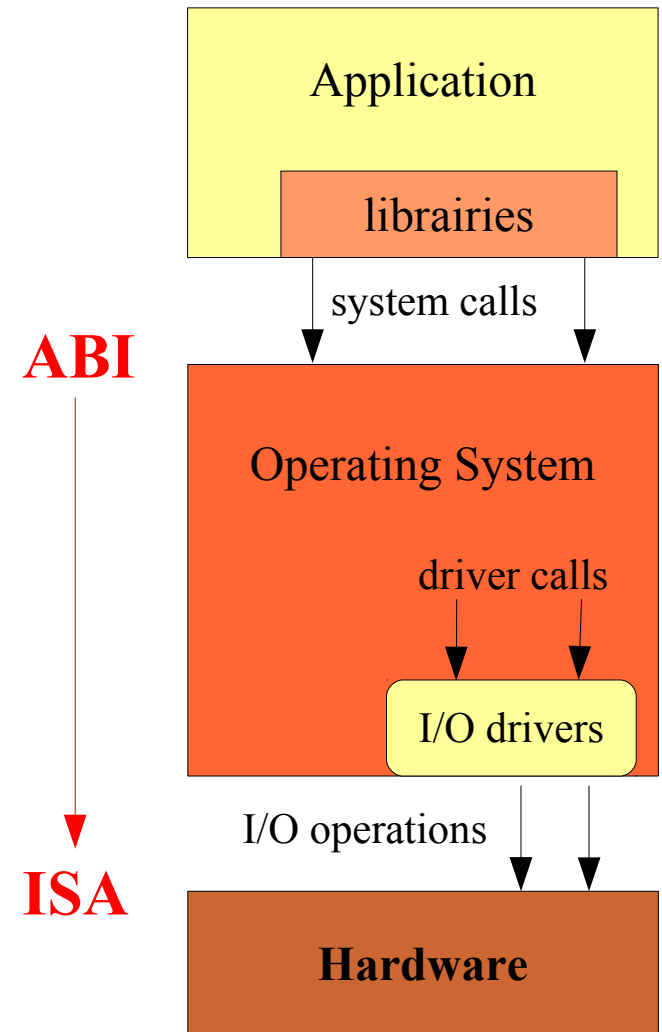 Application
librairies
system calls
ABI
Operating System
driver calls
I/O drivers
I/O operations
ISA
Hardware